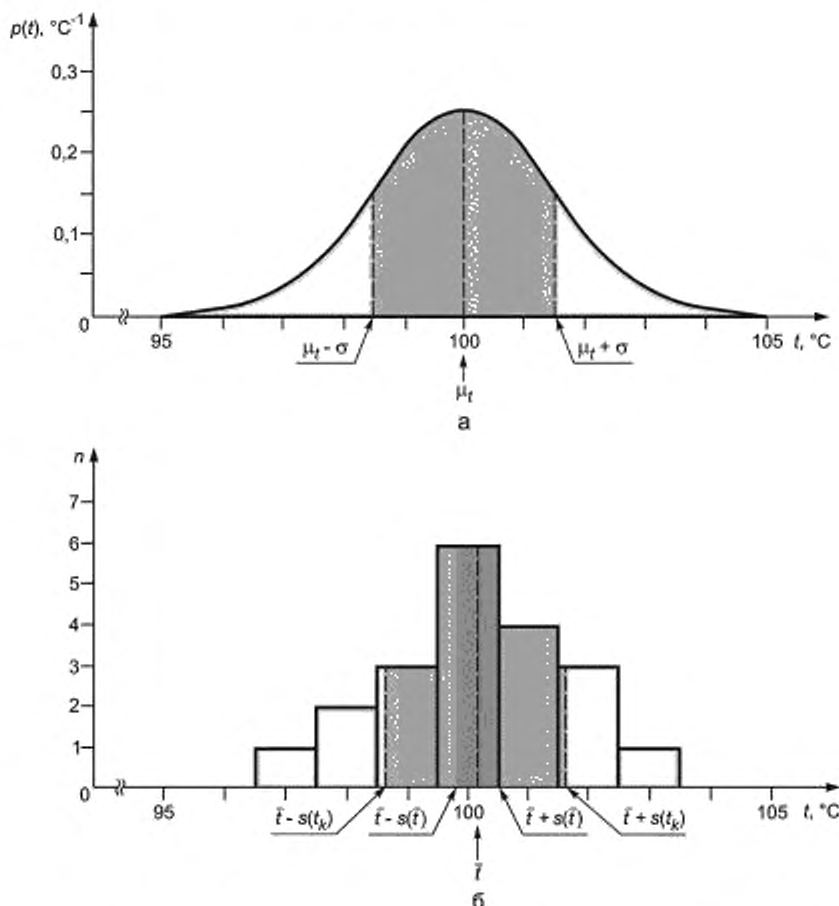 p(t), °C⁻¹
0,3
0,2
0,1
0
95
100
105 t, °C
μt - σ
μt + σ
μt
а
n
7
6
5
4
3
2
1
0
95
100
105 t, °C
t̄ - s(tk)
t̄ - s(t̄)
t̄ + s(t̄)
t̄ + s(tk)
t̄
б